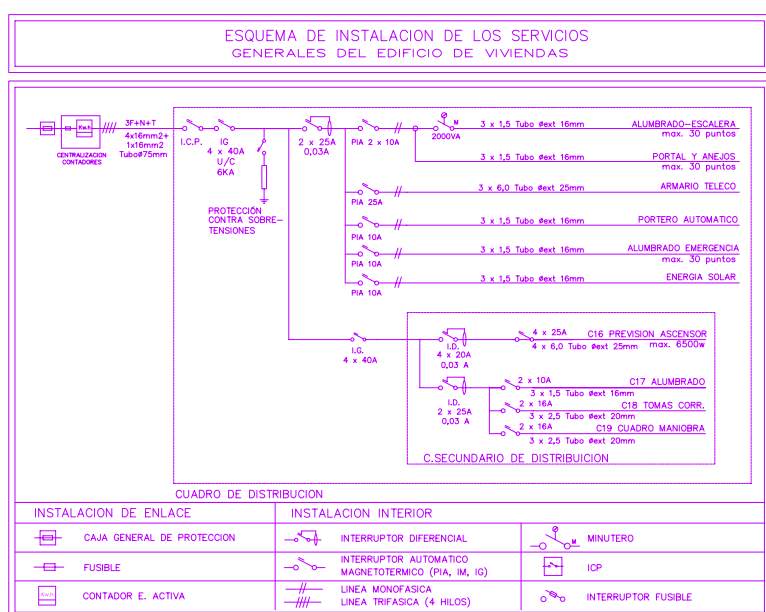 ESQUEMA DE INSTALACION DE LOS SERVICIOS
GENERALES DEL EDIFICIO DE VIVIENDAS
Kw.h
CENTRALIZACION
CONTADORES
3F+N+T
4x16mm2+
1x16mm2
Tuboø75mm
I.C.P.
IG
4 x 40A
U/C
6KA
PROTECCIÓN
CONTRA SOBRE-
TENSIONES
2 x 25A
0,03A
PIA 2 x 10A
M
2000VA
3 x 1,5 Tubo øext 16mm
ALUMBRADO-ESCALERA
max. 30 puntos
3 x 1,5 Tubo øext 16mm
PORTAL Y ANEJOS
max. 30 puntos
PIA 25A
3 x 6,0 Tubo øext 25mm
ARMARIO TELECO
PIA 10A
3 x 1,5 Tubo øext 16mm
PORTERO AUTOMATICO
PIA 10A
3 x 1,5 Tubo øext 16mm
ALUMBRADO EMERGENCIA
max. 30 puntos
PIA 10A
3 x 1,5 Tubo øext 16mm
ENERGIA SOLAR
I.G.
4 x 40A
I.D.
4 x 20A
0,03 A
4 x 25A
C16 PREVISION ASCENSOR
4 x 6,0 Tubo øext 25mm
max. 6500w
I.D.
2 x 25A
0,03 A
2 x 10A
C17 ALUMBRADO
3 x 1,5 Tubo øext 16mm
2 x 16A
C18 TOMAS CORR.
3 x 2,5 Tubo øext 20mm
2 x 16A
C19 CUADRO MANIOBRA
3 x 2,5 Tubo øext 20mm
C.SECUNDARIO DE DISTRIBUICION
CUADRO DE DISTRIBUCION
INSTALACION DE ENLACE
INSTALACION INTERIOR
CAJA GENERAL DE PROTECCION
INTERRUPTOR DIFERENCIAL
M
MINUTERO
FUSIBLE
INTERRUPTOR AUTOMATICO
MAGNETOTERMICO (PIA, IM, IG)
ICP
Kw.h
CONTADOR E. ACTIVA
LINEA MONOFASICA
LINEA TRIFASICA (4 HILOS)
INTERRUPTOR FUSIBLE